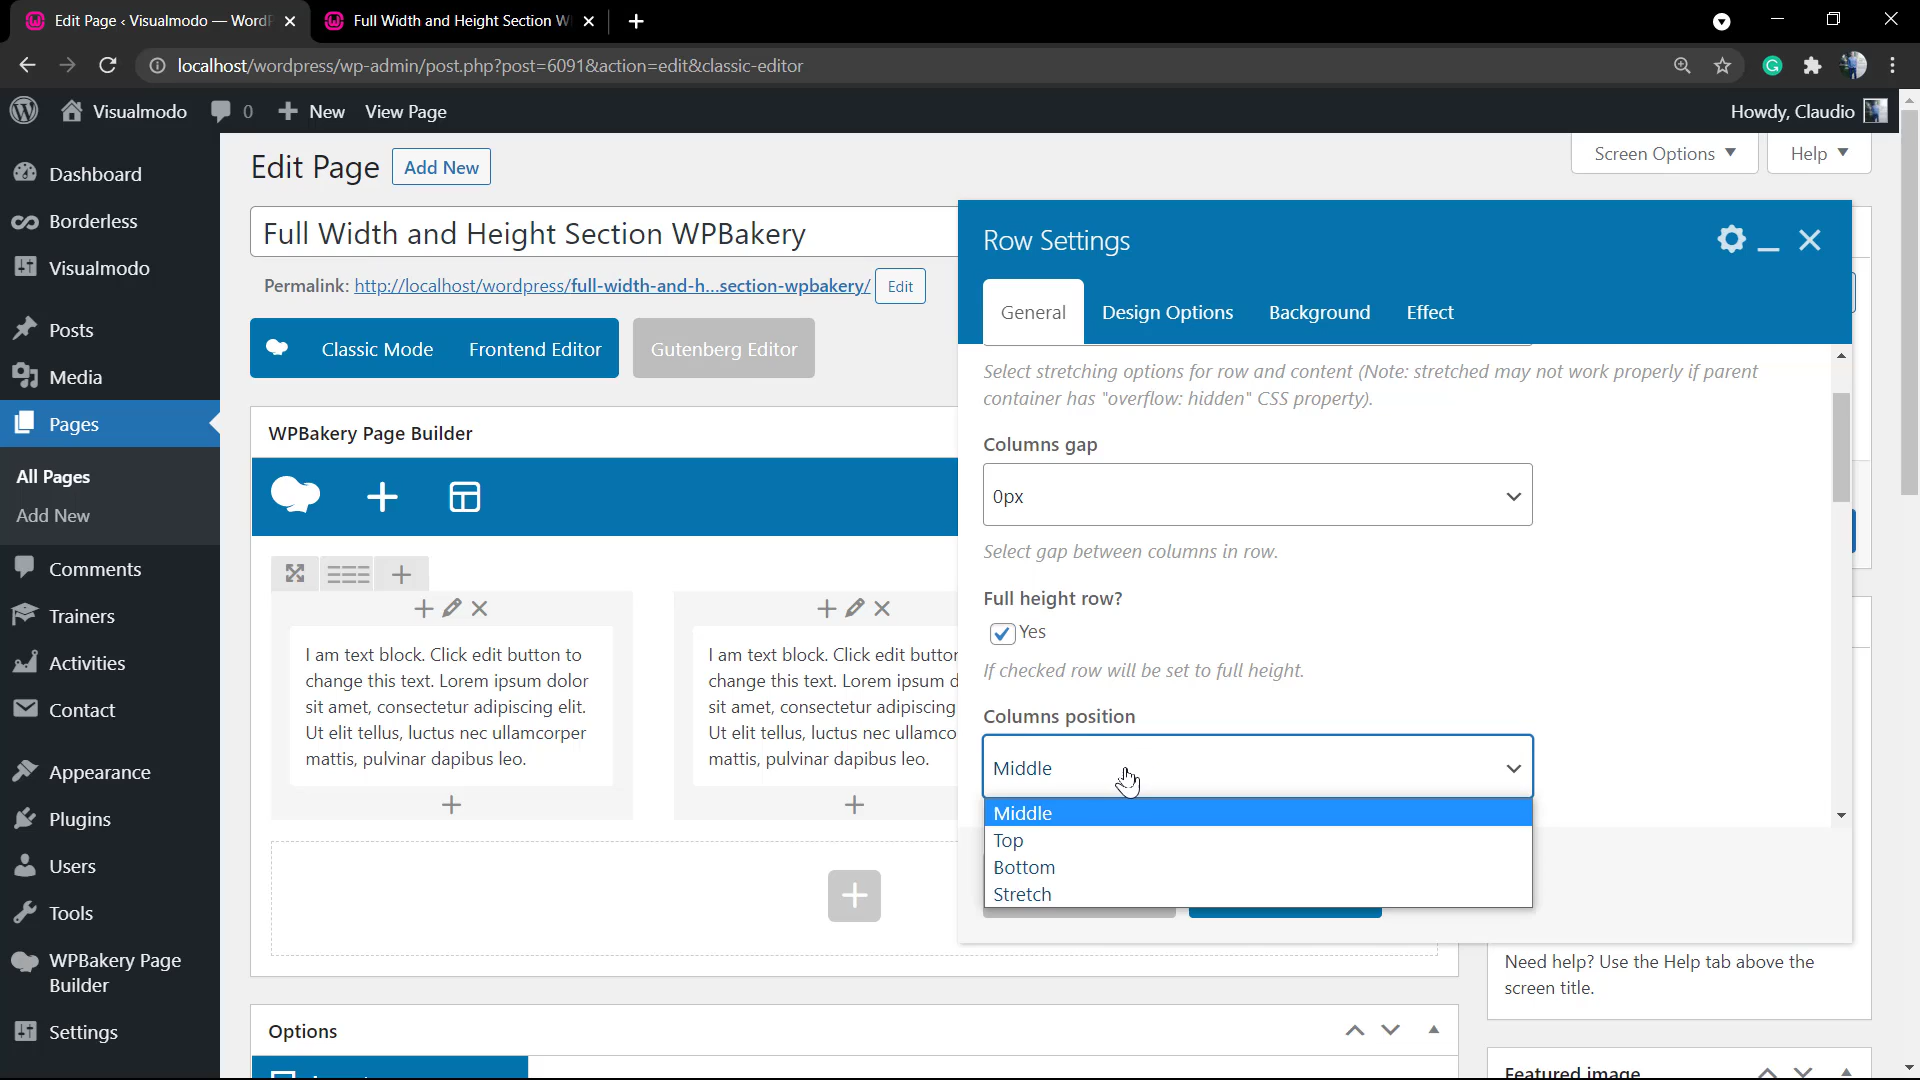 Edit Page ‹ Visualmodo — WordP
Full Width and Height Section W
localhost/wordpress/wp-admin/post.php?post=6091&action=edit&classic-editor
Visualmodo
0
New
View Page
Howdy, Claudio
Dashboard
Borderless
Visualmodo
Posts
Media
Pages
All Pages
Add New
Comments
Trainers
Activities
Contact
Appearance
Plugins
Users
Tools
WPBakery Page
Builder
Settings
Edit Page
Add New
Screen Options
Help
Full Width and Height Section WPBakery
Permalink: http://localhost/wordpress/full-width-and-h...section-wpbakery/
Edit
Classic Mode
Frontend Editor
Gutenberg Editor
WPBakery Page Builder
I am text block. Click edit button to
change this text. Lorem ipsum dolor
sit amet, consectetur adipiscing elit.
Ut elit tellus, luctus nec ullamcorper
mattis, pulvinar dapibus leo.
I am text block. Click edit button
change this text. Lorem ipsum d
sit amet, consectetur adipiscing
Ut elit tellus, luctus nec ullamco
mattis, pulvinar dapibus leo.
Options
Row Settings
General
Design Options
Background
Effect
Select stretching options for row and content (Note: stretched may not work properly if parent
container has "overflow: hidden" CSS property).
Columns gap
0px
Select gap between columns in row.
Full height row?
Yes
If checked row will be set to full height.
Columns position
Middle
Middle
Top
Bottom
Stretch
Need help? Use the Help tab above the
screen title.
Featured image